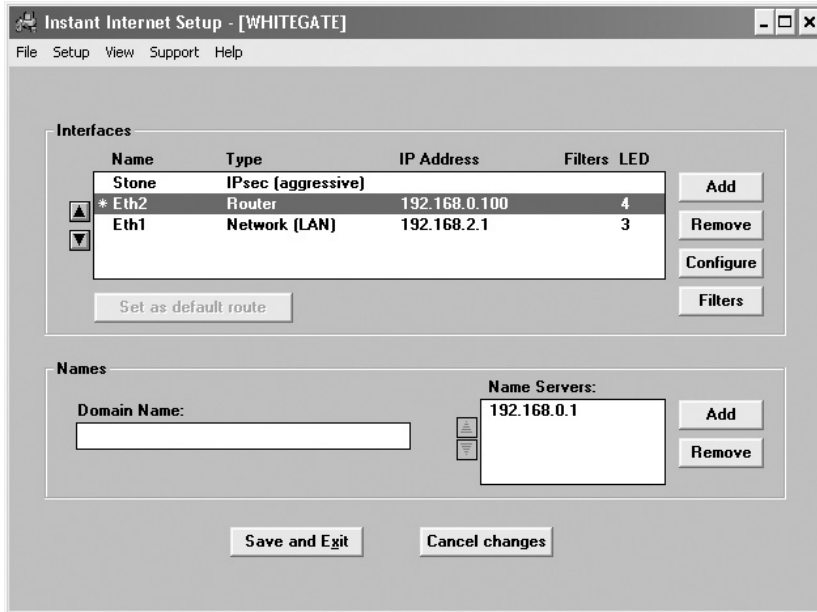 Instant Internet Setup - [WHITEGATE]
File Setup View Support Help
Interfaces
Name Type IP Address Filters LED
Stone IPsec (aggressive)
* Eth2 Router 192.168.0.100 4
Eth1 Network (LAN) 192.168.2.1 3
Add
Remove
Configure
Filters
Set as default route
Names
Domain Name:
Name Servers:
192.168.0.1
Add
Remove
Save and Exit
Cancel changes